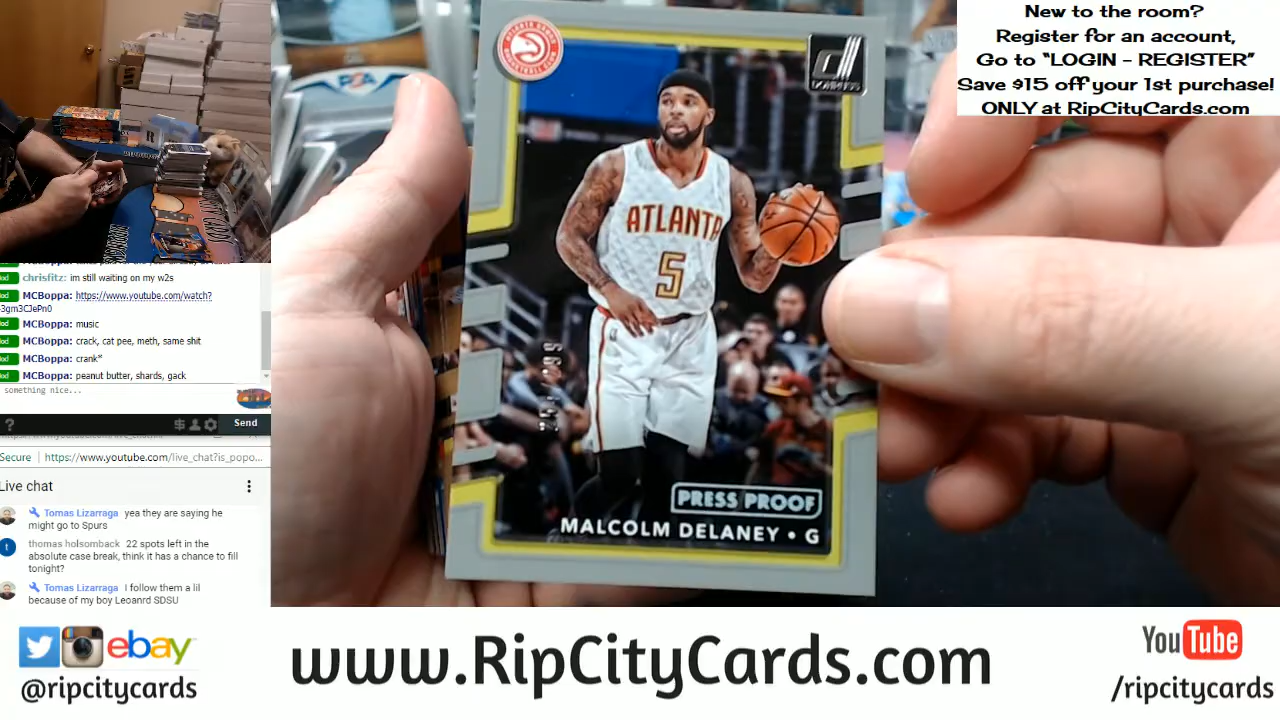 New to the room?
Register for an account,
Go to “LOGIN - REGISTER”
Save $15 off your 1st purchase!
ONLY at RipCityCards.com
DONRUSS
ATLANTA
5
PRESS PROOF
MALCOLM DELANEY • G
chrisfitz: im still waiting on my w2s
MCBoppa: https://www.youtube.com/watch?
-3gm3CJePn0
MCBoppa: music
MCBoppa: crack, cat pee, meth, same shit
MCBoppa: crank*
MCBoppa: peanut butter, shards, gack
something nice...
?
$
Send
Secure https://www.youtube.com/live_chat?is_popo...
Live chat
Tomas Lizarraga yea they are saying he
might go to Spurs
t thomas holsomback 22 spots left in the
absolute case break, think it has a chance to fill
tonight?
Tomas Lizarraga I follow them a lil
because of my boy Leoanrd SDSU
ebay
@ripcitycards
www.RipCityCards.com
YouTube
/ripcitycards